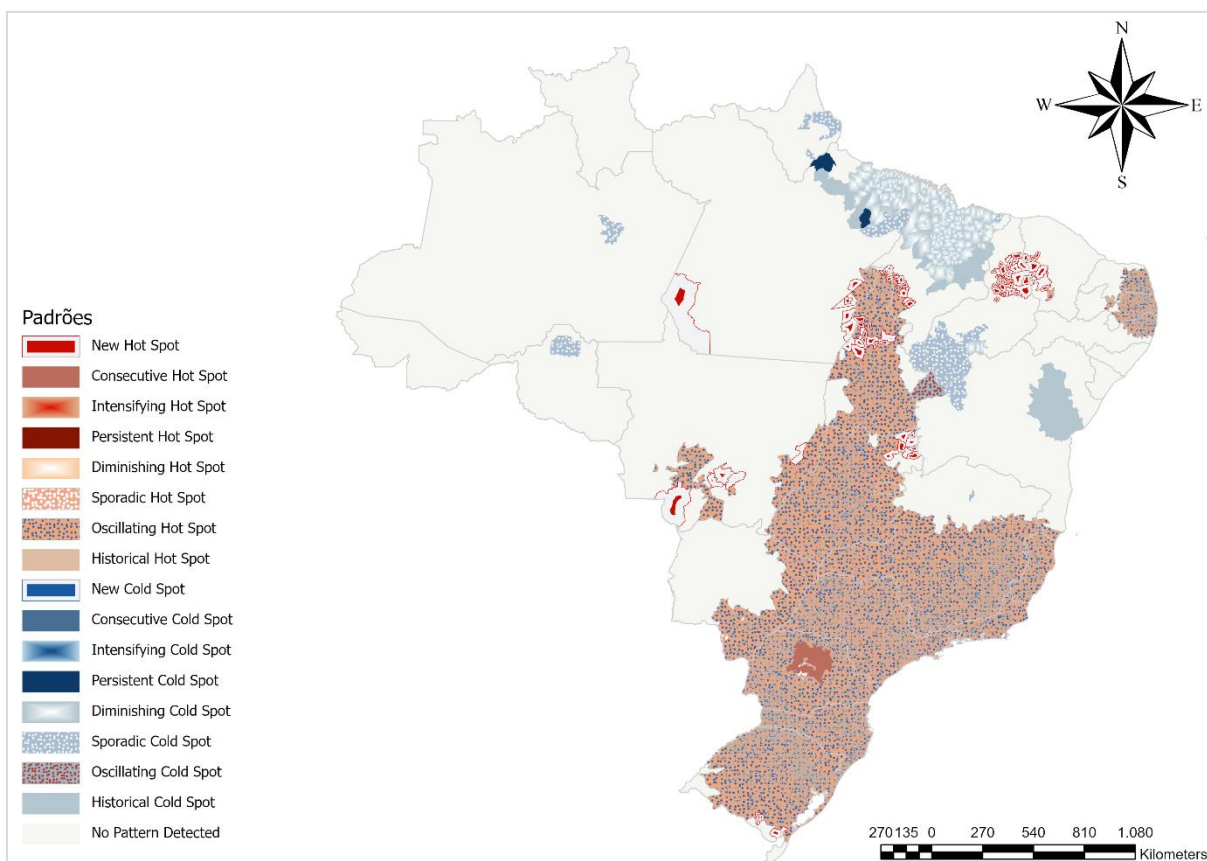 N
W
E
S
Padrões
New Hot Spot
Consecutive Hot Spot
Intensifying Hot Spot
Persistent Hot Spot
Diminishing Hot Spot
Sporadic Hot Spot
Oscillating Hot Spot
Historical Hot Spot
New Cold Spot
Consecutive Cold Spot
Intensifying Cold Spot
Persistent Cold Spot
Diminishing Cold Spot
Sporadic Cold Spot
Oscillating Cold Spot
Historical Cold Spot
No Pattern Detected
270 135 0 270 540 810 1.080
Kilometers